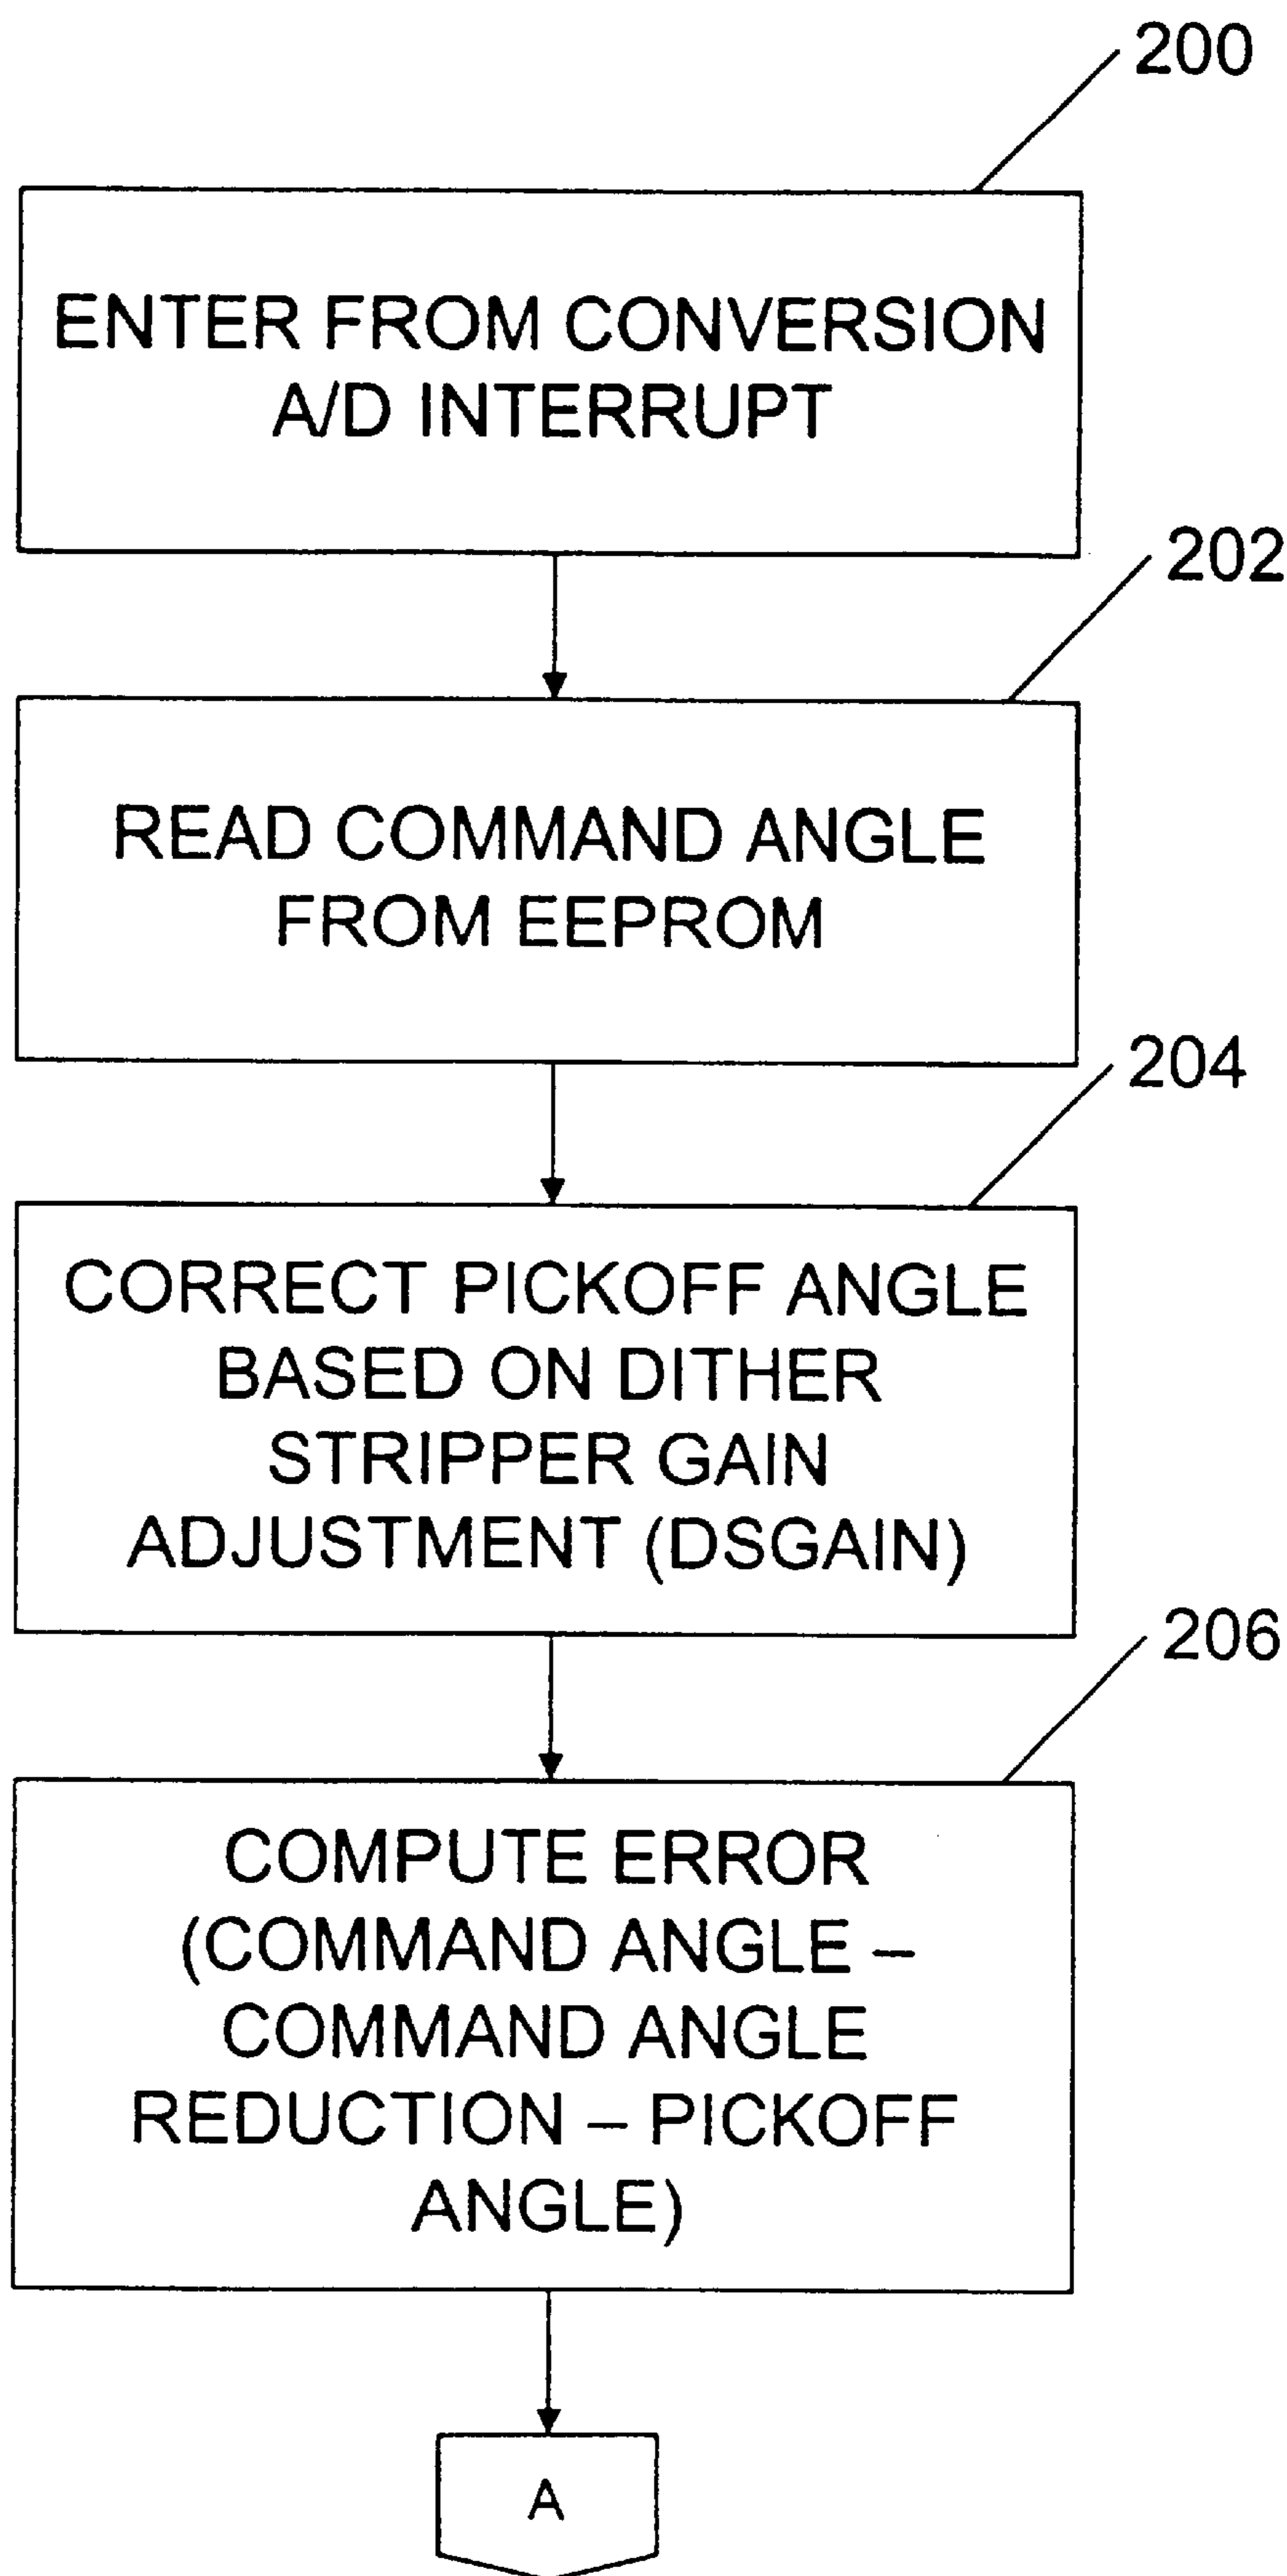 200
ENTER FROM CONVERSION
A/D INTERRUPT
202
READ COMMAND ANGLE
FROM EEPROM
204
CORRECT PICKOFF ANGLE
BASED ON DITHER
STRIPPER GAIN
ADJUSTMENT (DSGAIN)
206
COMPUTE ERROR
(COMMAND ANGLE –
COMMAND ANGLE
REDUCTION – PICKOFF
ANGLE)
A